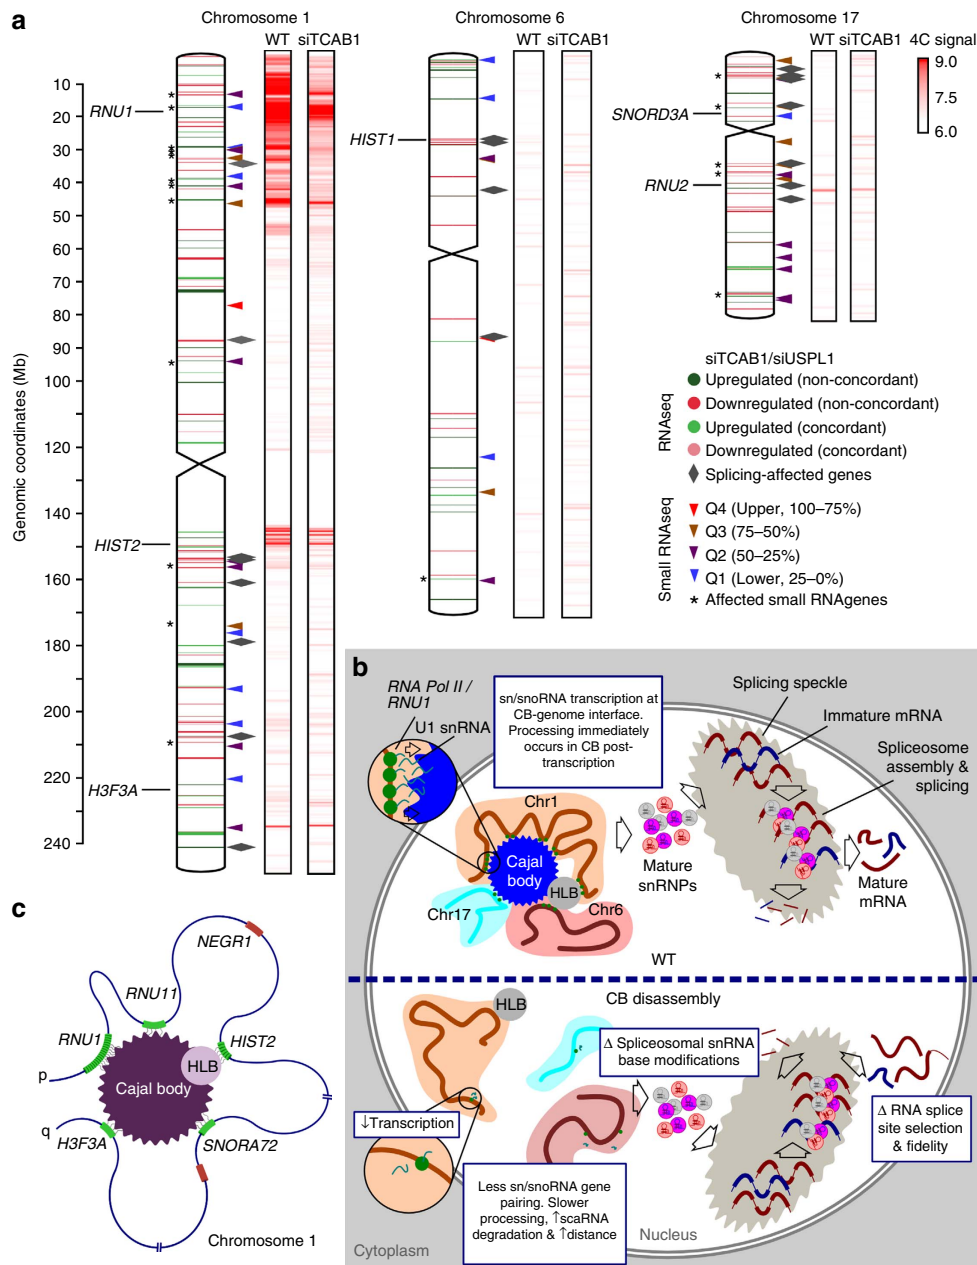 a
Chromosome 1
WT siTCAB1
Chromosome 6
WT siTCAB1
Chromosome 17
WT siTCAB1
4C signal
9.0
7.5
6.0
Genomic coordinates (Mb)
10
20
30
40
50
60
70
80
90
100
120
140
160
180
200
220
240
RNU1
HIST2
H3F3A
HIST1
SNORD3A
RNU2
* * * * * * * * * * * *
*
* * * *
siTCAB1/siUSPL1
RNAseq
Upregulated (non-concordant)
Downregulated (non-concordant)
Upregulated (concordant)
Downregulated (concordant)
Splicing-affected genes
Small RNAseq
Q4 (Upper, 100–75%)
Q3 (75–50%)
Q2 (50–25%)
Q1 (Lower, 25–0%)
* Affected small RNAgenes
b
RNA Pol II /
RNU1
U1 snRNA
sn/snoRNA transcription at
CB-genome interface.
Processing immediately
occurs in CB post-
transcription
Splicing speckle
Immature mRNA
Spliceosome
assembly &
splicing
Chr1
Cajal
body
HLB
Chr17
Chr6
Mature
snRNPs
Mature
mRNA
WT
CB disassembly
HLB
Δ Spliceosomal snRNA
base modifications
↓Transcription
Less sn/snoRNA gene
pairing. Slower
processing, ↑scaRNA
degradation & ↑distance
Δ RNA splice
site selection
& fidelity
Cytoplasm
Nucleus
c
NEGR1
RNU11
RNU1
HIST2
HLB
Cajal body
p
q
H3F3A
SNORA72
Chromosome 1